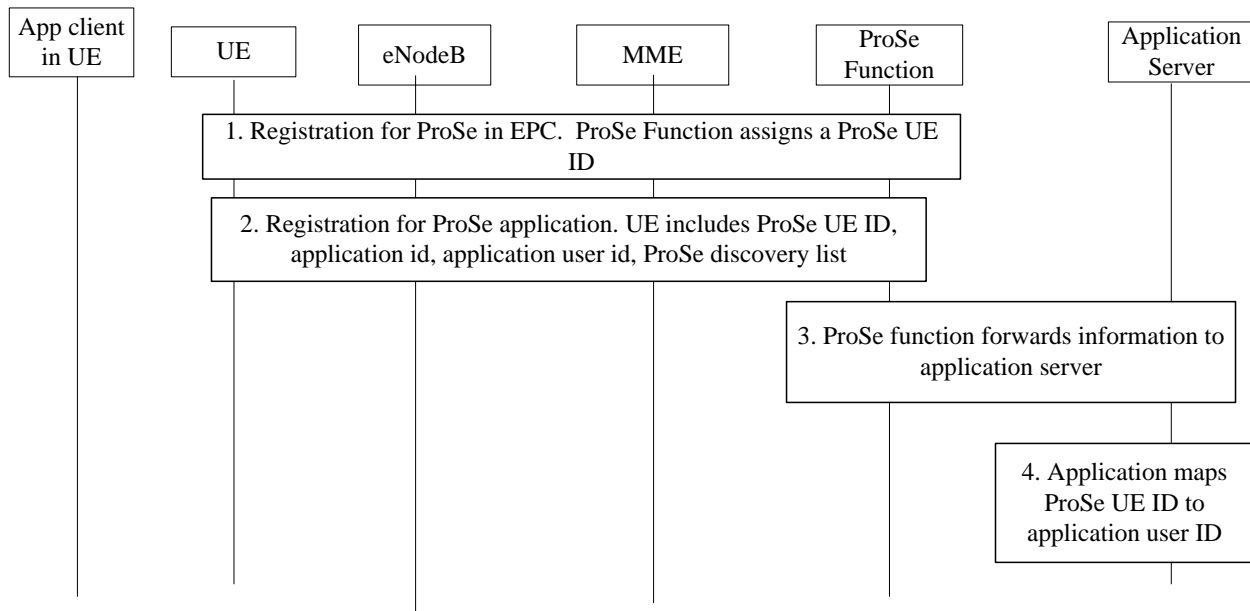 App client
in UE
UE
eNodeB
MME
ProSe
Function
Application
Server
1. Registration for ProSe in EPC.  ProSe Function assigns a ProSe UE
ID
2. Registration for ProSe application. UE includes ProSe UE ID,
application id, application user id, ProSe discovery list
3. ProSe function forwards information to
application server
4. Application maps
ProSe UE ID to
application user ID